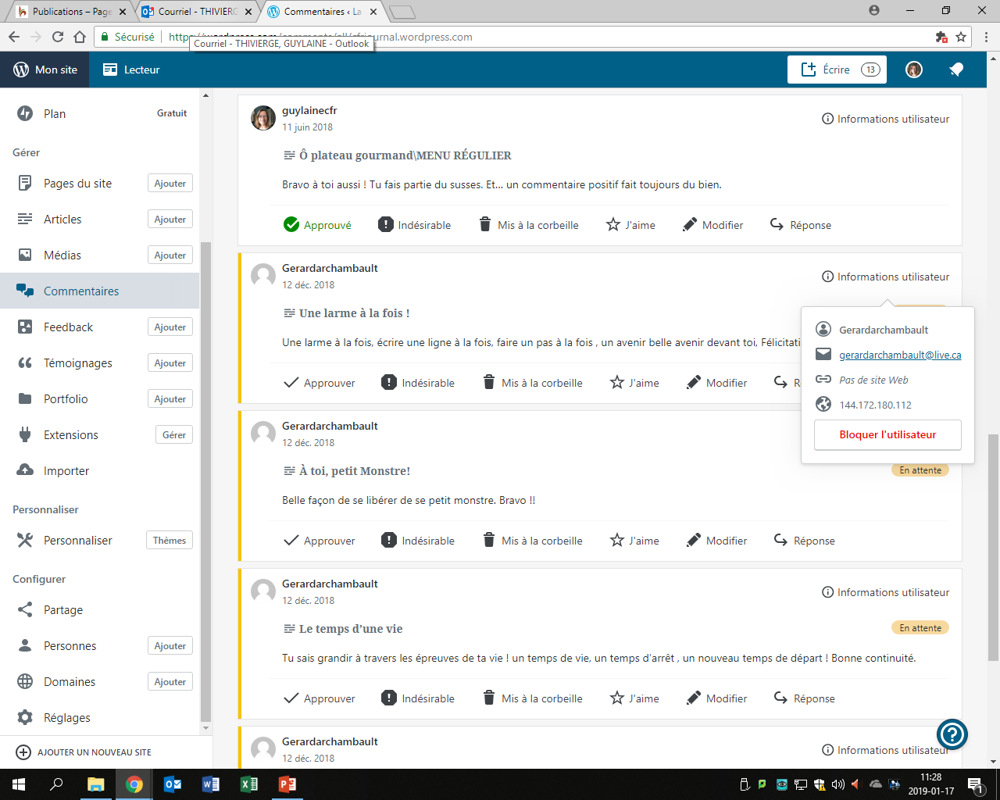 Publications – Page
Courriel - THIVIERGE
Commentaires ‹ La
Sécurisé
https://wordpress.com/comments/all/cfrjournal.wordpress.com
Courriel - THIVIERGE, GUYLAINE - Outlook
Mon site
Lecteur
Écrire
13
Plan
Gratuit
Gérer
Pages du site
Ajouter
Articles
Ajouter
Médias
Ajouter
Commentaires
Feedback
Ajouter
Témoignages
Ajouter
Portfolio
Ajouter
Extensions
Gérer
Importer
Personnaliser
Personnaliser
Thèmes
Configurer
Partage
Personnes
Ajouter
Domaines
Ajouter
Réglages
AJOUTER UN NOUVEAU SITE
guylainecfr
11 juin 2018
Informations utilisateur
Ô plateau gourmand\MENU RÉGULIER
Bravo à toi aussi ! Tu fais partie du susses. Et... un commentaire positif fait toujours du bien.
Approuvé
Indésirable
Mis à la corbeille
J'aime
Modifier
Réponse
Gerardarchambault
12 déc. 2018
Informations utilisateur
Une larme à la fois !
Une larme à la fois, écrire une ligne à la fois, faire un pas à la fois , un avenir belle avenir devant toi, Félicitati
Approuver
Indésirable
Mis à la corbeille
J'aime
Modifier
Gerardarchambault
gerardarchambault@live.ca
Pas de site Web
144.172.180.112
Bloquer l'utilisateur
Gerardarchambault
12 déc. 2018
À toi, petit Monstre!
En attente
Belle façon de se libérer de se petit monstre. Bravo !!
Approuver
Indésirable
Mis à la corbeille
J'aime
Modifier
Réponse
Gerardarchambault
12 déc. 2018
Informations utilisateur
Le temps d’une vie
En attente
Tu sais grandir à travers les épreuves de ta vie ! un temps de vie, un temps d’arrêt , un nouveau temps de départ ! Bonne continuité.
Approuver
Indésirable
Mis à la corbeille
J'aime
Modifier
Réponse
Gerardarchambault
12 déc. 2018
Informations utilisateur
11:28
2019-01-17
1